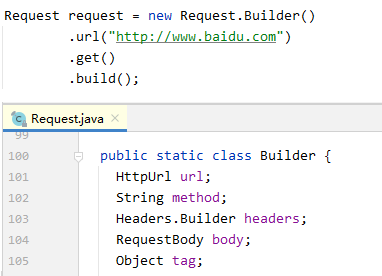 Request request = new Request.Builder()
.url("http://www.baidu.com")
.get()
.build();
Request.java
99
100 public static class Builder {
101 HttpUrl url;
102 String method;
103 Headers.Builder headers;
104 RequestBody body;
105 Object tag;